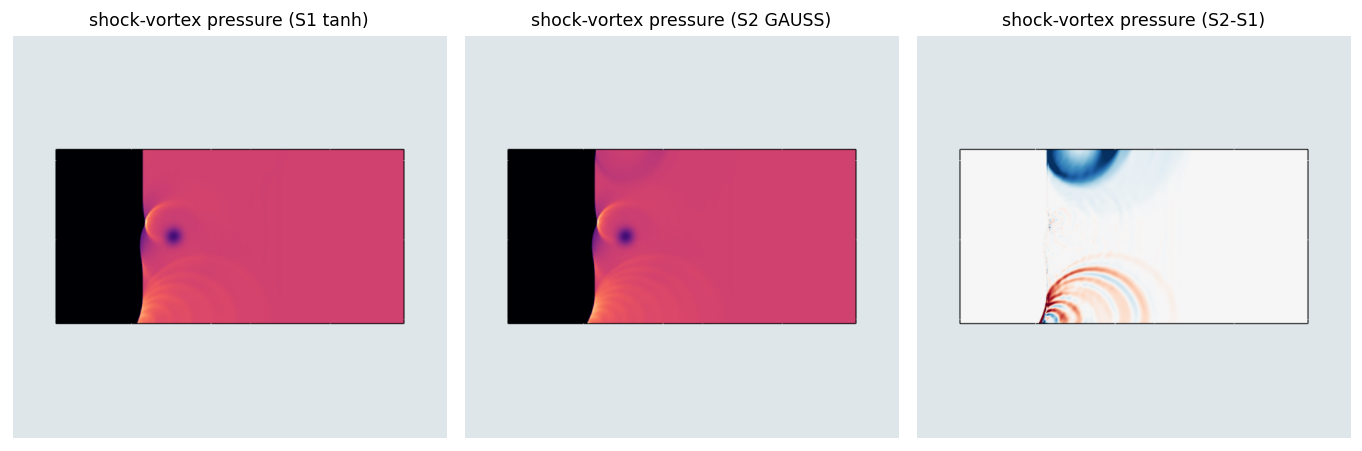 shock-vortex pressure (S1 tanh)
shock-vortex pressure (S2 GAUSS)
shock-vortex pressure (S2-S1)